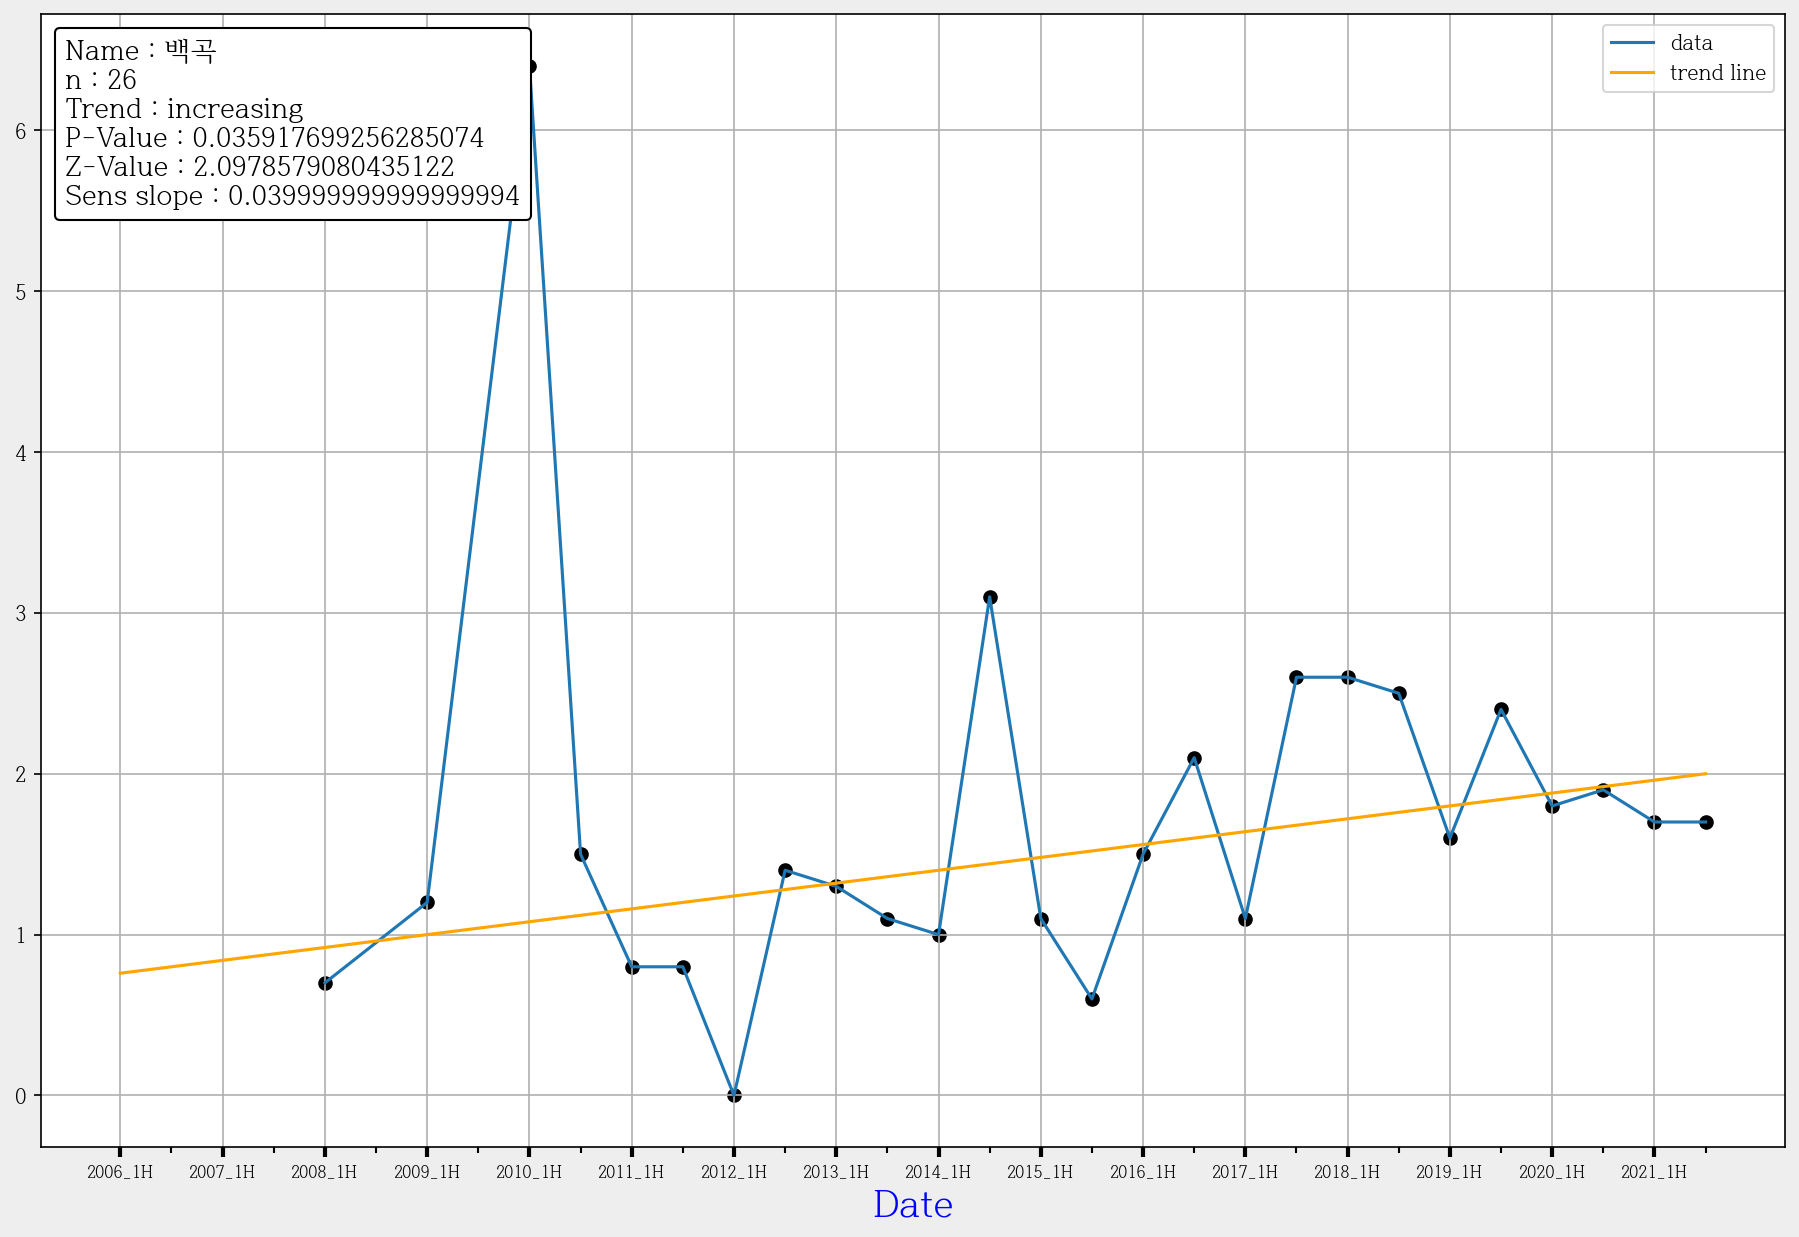 Name : 백곡
n : 26
Trend : increasing
P-Value : 0.035917699256285074
Z-Value : 2.0978579080435122
Sens slope : 0.039999999999999994
data
trend line
6
5
4
3
2
1
0
2006_1H 2007_1H 2008_1H 2009_1H 2010_1H 2011_1H 2012_1H 2013_1H 2014_1H 2015_1H 2016_1H 2017_1H 2018_1H 2019_1H 2020_1H 2021_1H
Date